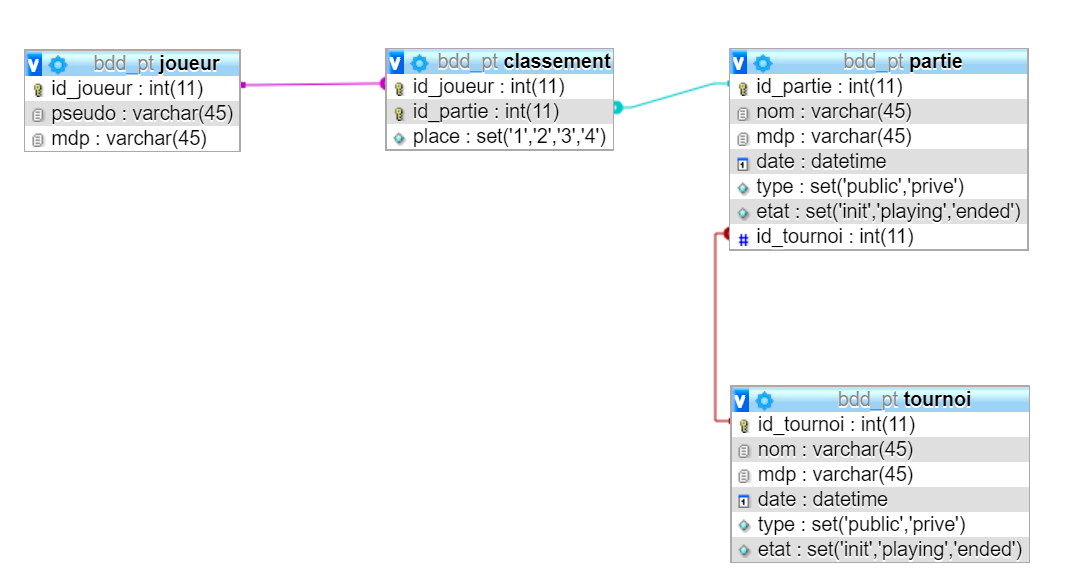 bdd_pt joueur
id_joueur : int(11)
pseudo : varchar(45)
mdp : varchar(45)
bdd_pt classement
id_joueur : int(11)
id_partie : int(11)
place : set('1','2','3','4')
bdd_pt partie
id_partie : int(11)
nom : varchar(45)
mdp : varchar(45)
date : datetime
type : set('public','prive')
etat : set('init','playing','ended')
# id_tournoi : int(11)
bdd_pt tournoi
id_tournoi : int(11)
nom : varchar(45)
mdp : varchar(45)
date : datetime
type : set('public','prive')
etat : set('init','playing','ended')